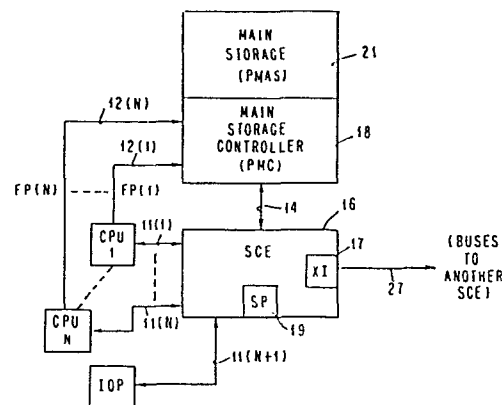 MAIN
STORAGE
(PMAS)
21
12(N)
12(1)
MAIN
STORAGE
CONTROLLER
(PMC)
18
FP(N)
FP(1)
14
16
CPU
1
11(1)
SCE
17
XI
(BUSES
TO
ANOTHER
SCE)
27
CPU
N
11(N)
SP
19
IOP
11(N+1)